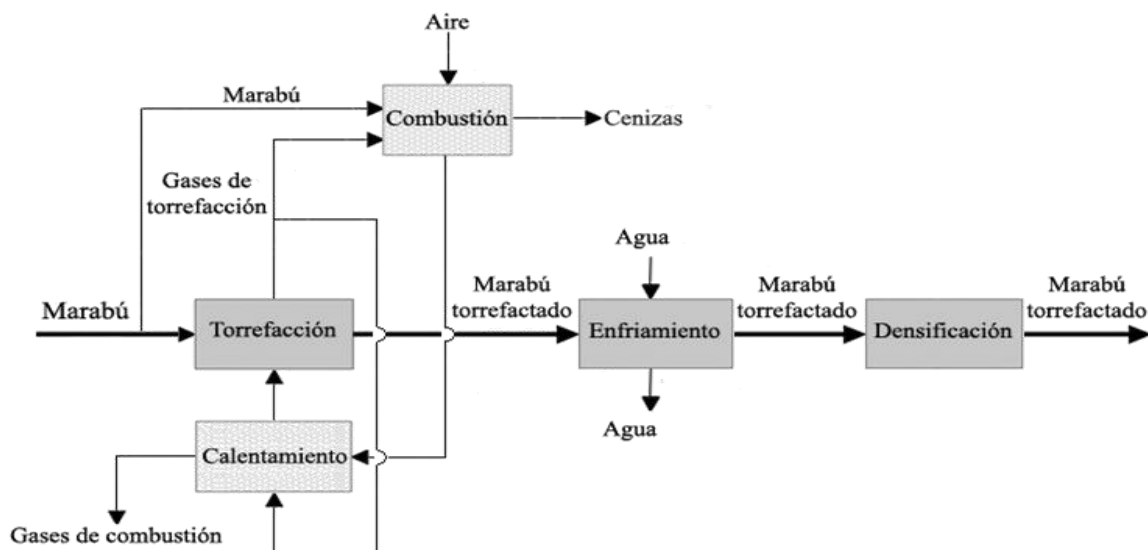 Aire
Marabú
Combustión
Cenizas
Gases de
torrefacción
Agua
Marabú
torrefactado
Marabú
torrefactado
Marabú
torrefactado
Marabú
Torrefacción
Enfriamiento
Densificación
Agua
Calentamiento
Gases de combustión